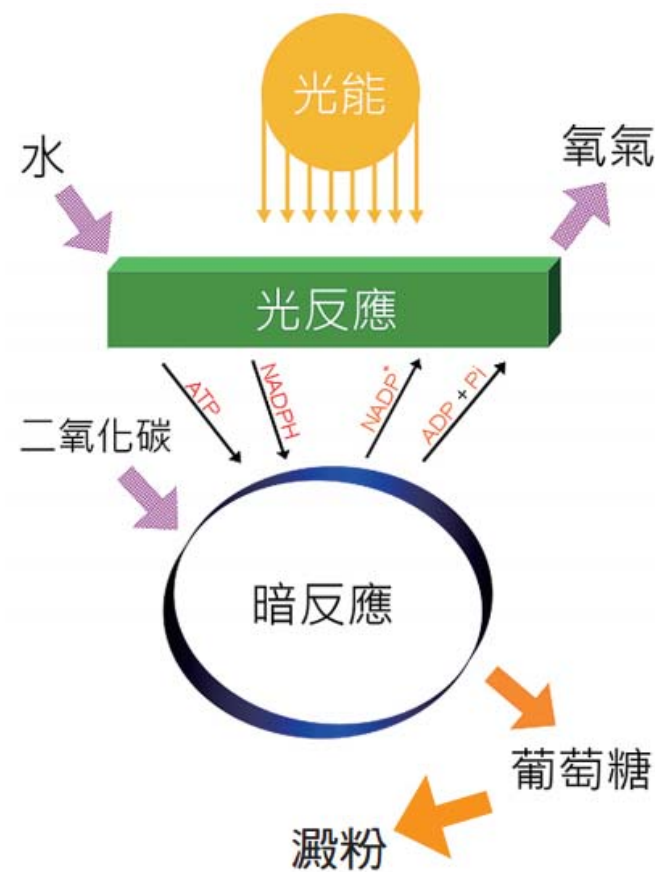 光能
水
氧氣
光反應
ATP
NADPH
NADP⁺
ADP + Pi
二氧化碳
暗反應
葡萄糖
澱粉